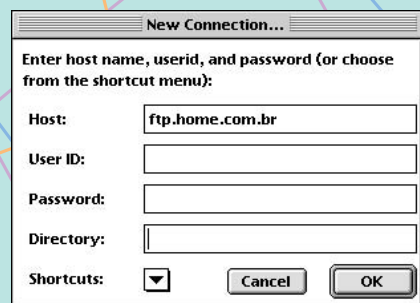 New Connection...
Enter host name, userid, and password (or choose
from the shortcut menu):
Host: ftp.home.com.br
User ID:
Password:
Directory:
Shortcuts: Cancel OK